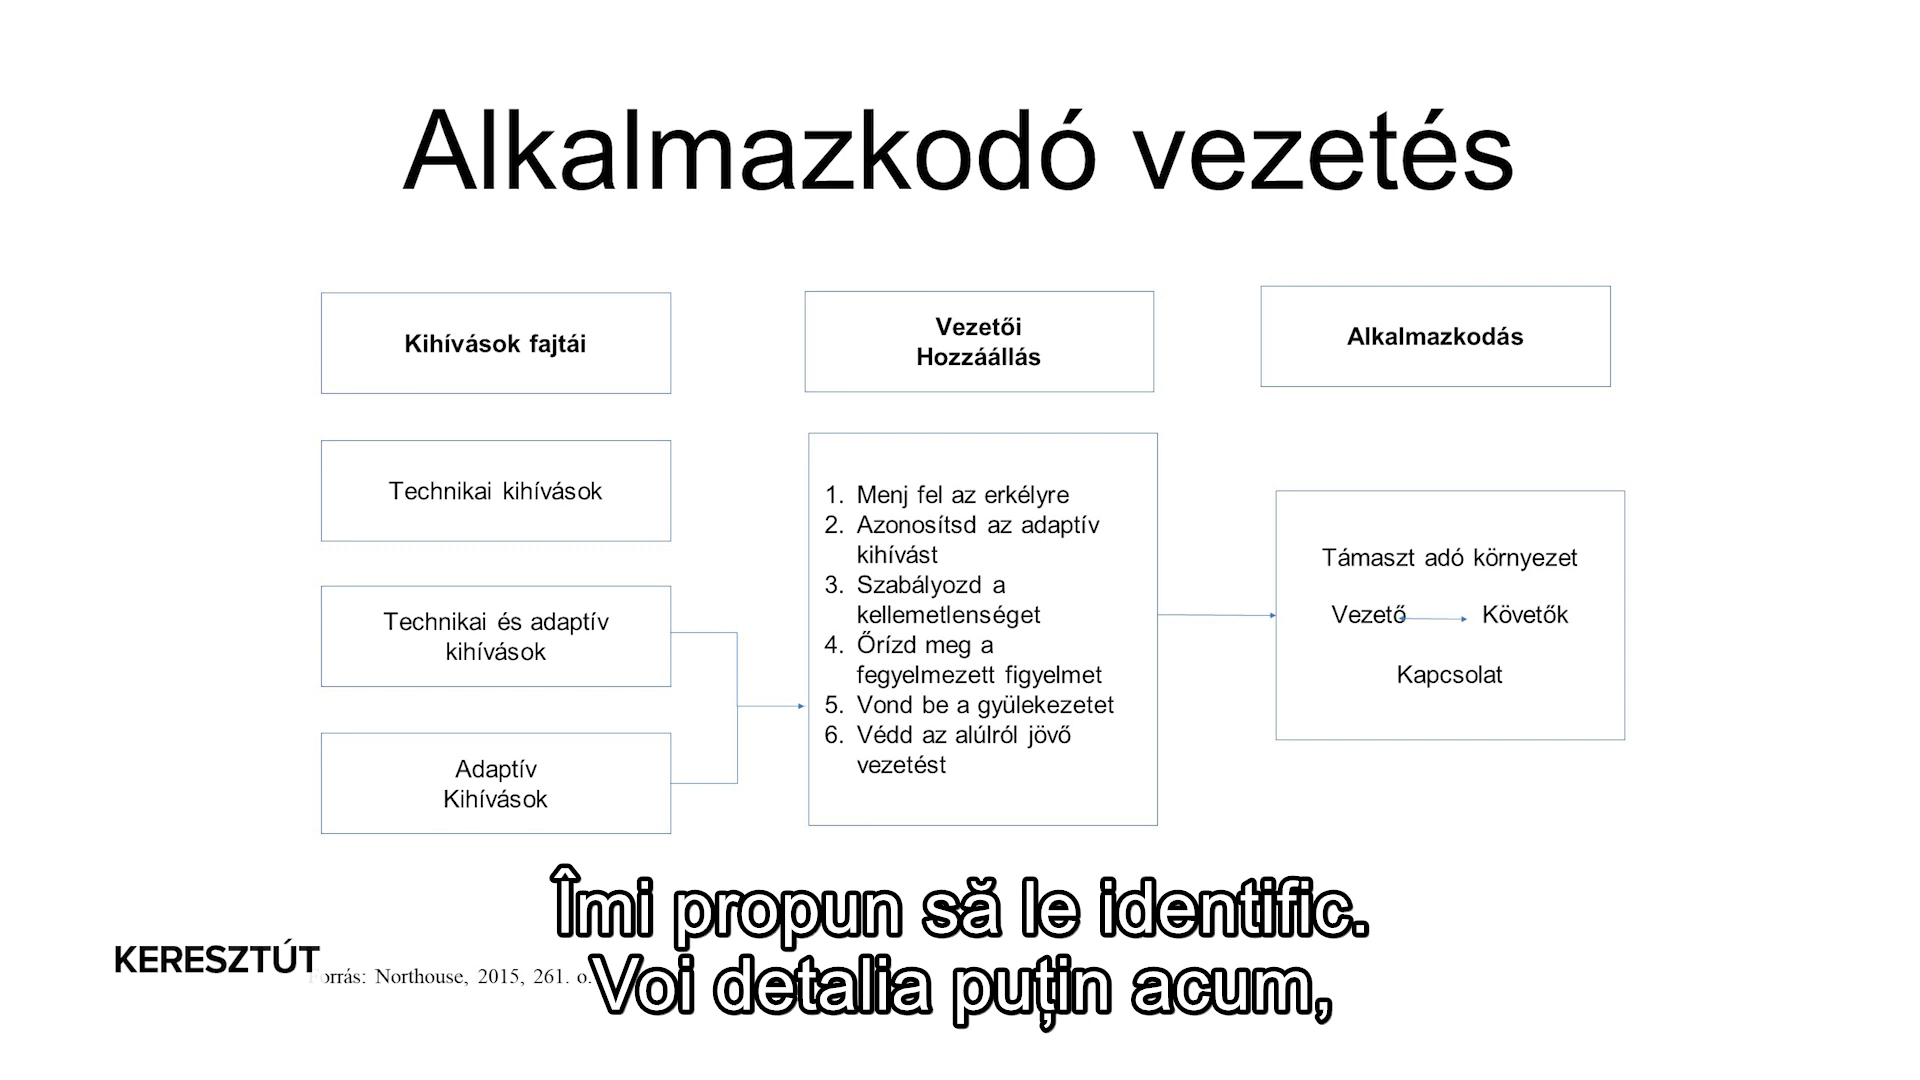 Alkalmazkodó vezetés
Kihívások fajtái
Vezetői
Hozzáállás
Alkalmazkodás
Technikai kihívások
Technikai és adaptív
kihívások
Adaptív
Kihívások
1. Menj fel az erkélyre
2. Azonosítsd az adaptív
kihívást
3. Szabályozd a
kellemetlenséget
4. Őrízd meg a
fegyelmezett figyelmet
5. Vond be a gyülekezetet
6. Védd az alúlról jövő
vezetést
Támaszt adó környezet
Vezető Követők
Kapcsolat
Îmi propun să le identific.
Voi detalia puțin acum,
KERESZTÚT
Forrás: Northouse, 2015, 261. o.